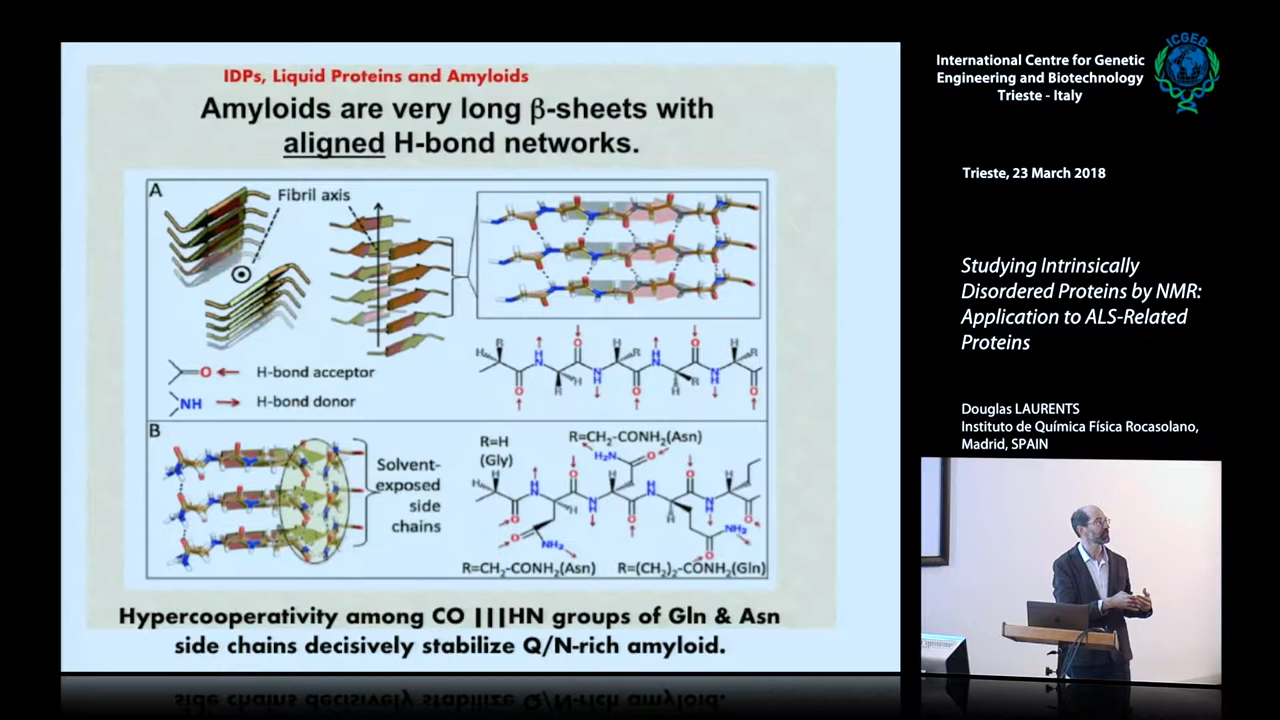 IDPs, Liquid Proteins and Amyloids
Amyloids are very long β-sheets with
aligned H-bond networks.
A
Fibril axis
O
H-bond acceptor
NH
H-bond donor
B
Solvent-
exposed
side
chains
R=H
(Gly)
R=CH₂-CONH₂(Asn)
H₂N
O
NH₂
NH₂
R=CH₂-CONH₂(Asn)
R=(CH₂)₂-CONH₂(Gln)
Hypercooperativity among CO |||HN groups of Gln & Asn
side chains decisively stabilize Q/N-rich amyloid.
International Centre for Genetic
Engineering and Biotechnology
Trieste - Italy
ICGEB
Trieste, 23 March 2018
Studying Intrinsically
Disordered Proteins by NMR:
Application to ALS-Related
Proteins
Douglas LAURENTS
Instituto de Química Física Rocasolano,
Madrid, SPAIN